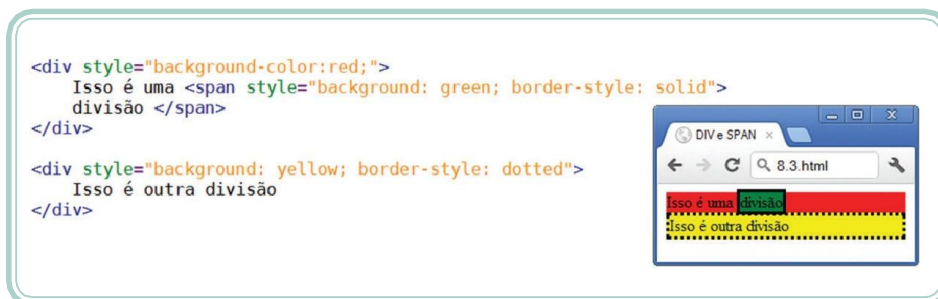 <div style="background-color:red;">
Isso é uma <span style="background: green; border-style: solid">
divisão </span>
</div>
<div style="background: yellow; border-style: dotted">
Isso é outra divisão
</div>
DIV e SPAN
8.3.html
Isso é uma divisão
Isso é outra divisão